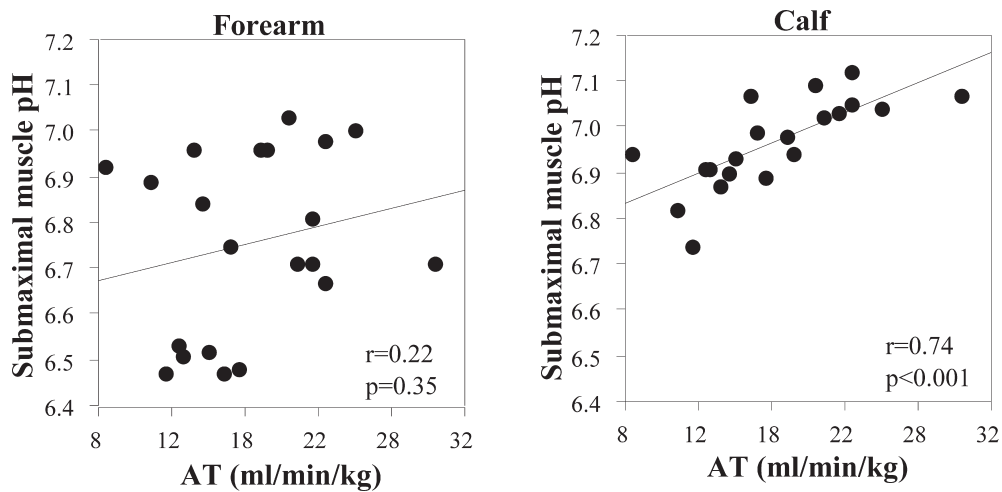 Forearm
Submaximal muscle pH
7.2
7.1
7.0
6.9
6.8
6.7
6.6
6.5
6.4
r=0.22
p=0.35
8 12 18 22 28 32
AT (ml/min/kg)
Calf
Submaximal muscle pH
7.2
7.1
7.0
6.9
6.8
6.7
6.6
6.5
6.4
r=0.74
p<0.001
8 12 18 22 28 32
AT (ml/min/kg)